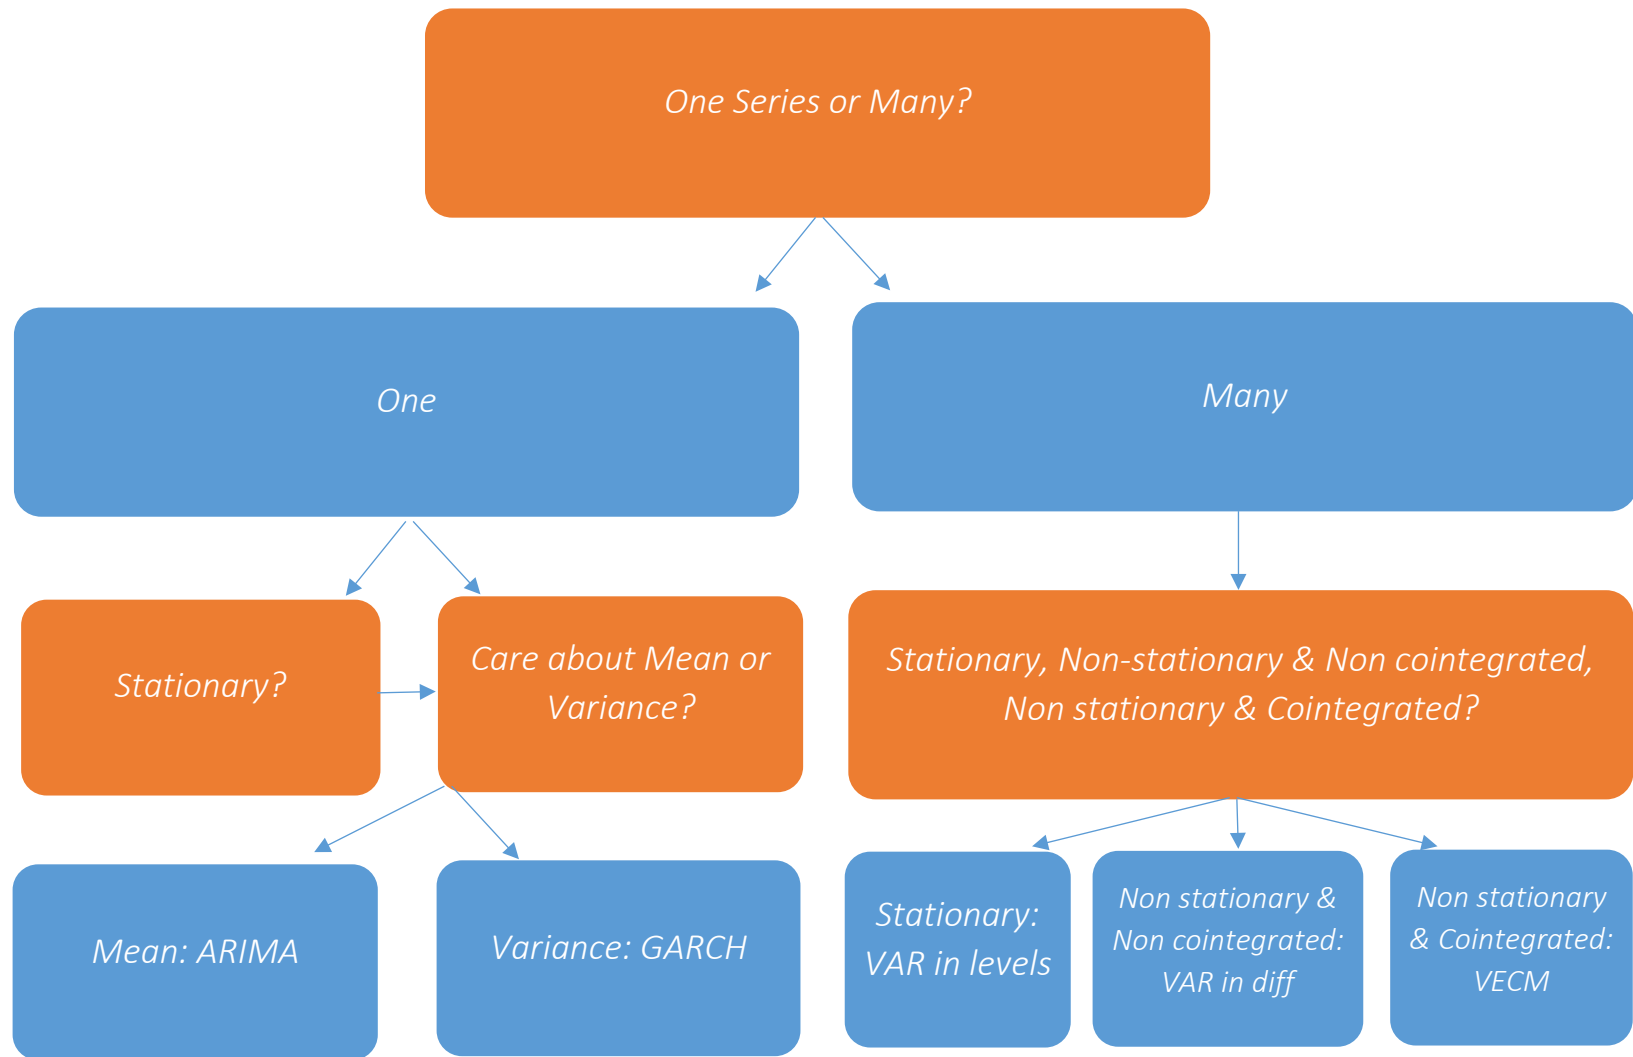 One Series or Many?
One
Many
Stationary?
Care about Mean or
Variance?
Stationary, Non-stationary & Non cointegrated,
Non stationary & Cointegrated?
Mean: ARIMA
Variance: GARCH
Stationary:
VAR in levels
Non stationary &
Non cointegrated:
VAR in diff
Non stationary
& Cointegrated:
VECM